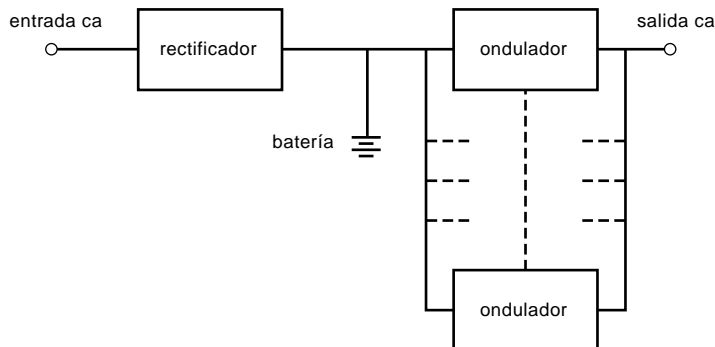 entrada ca
salida ca
rectificador
ondulador
batería
ondulador